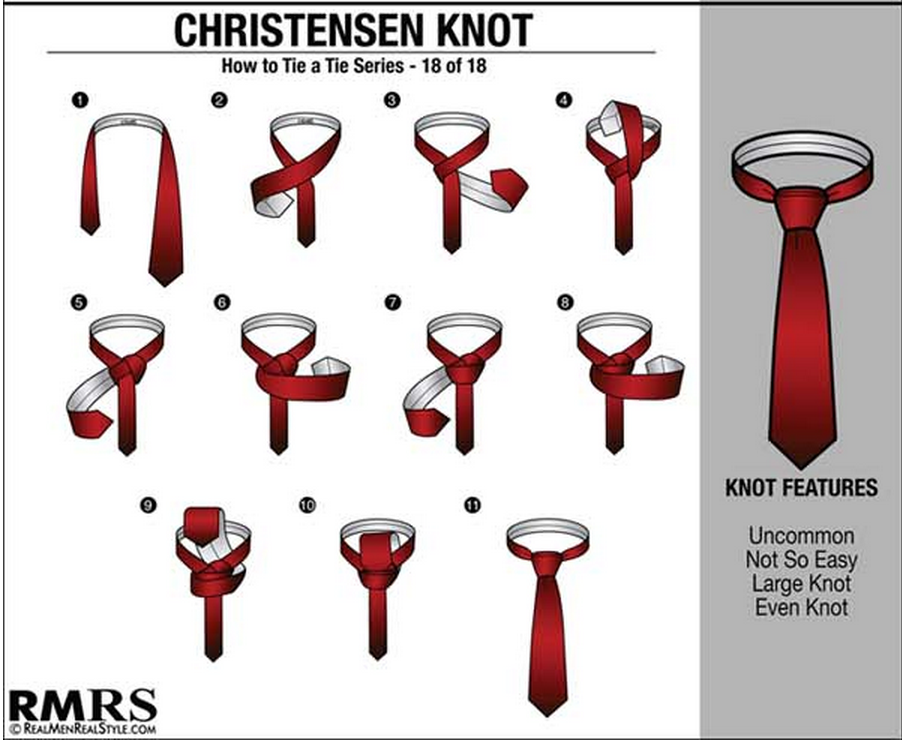 CHRISTENSEN KNOT
How to Tie a Tie Series - 18 of 18
1
2
3
4
5
6
7
8
9
10
11
KNOT FEATURES
Uncommon
Not So Easy
Large Knot
Even Knot
RMRS
© REALMENREALSTYLE.COM